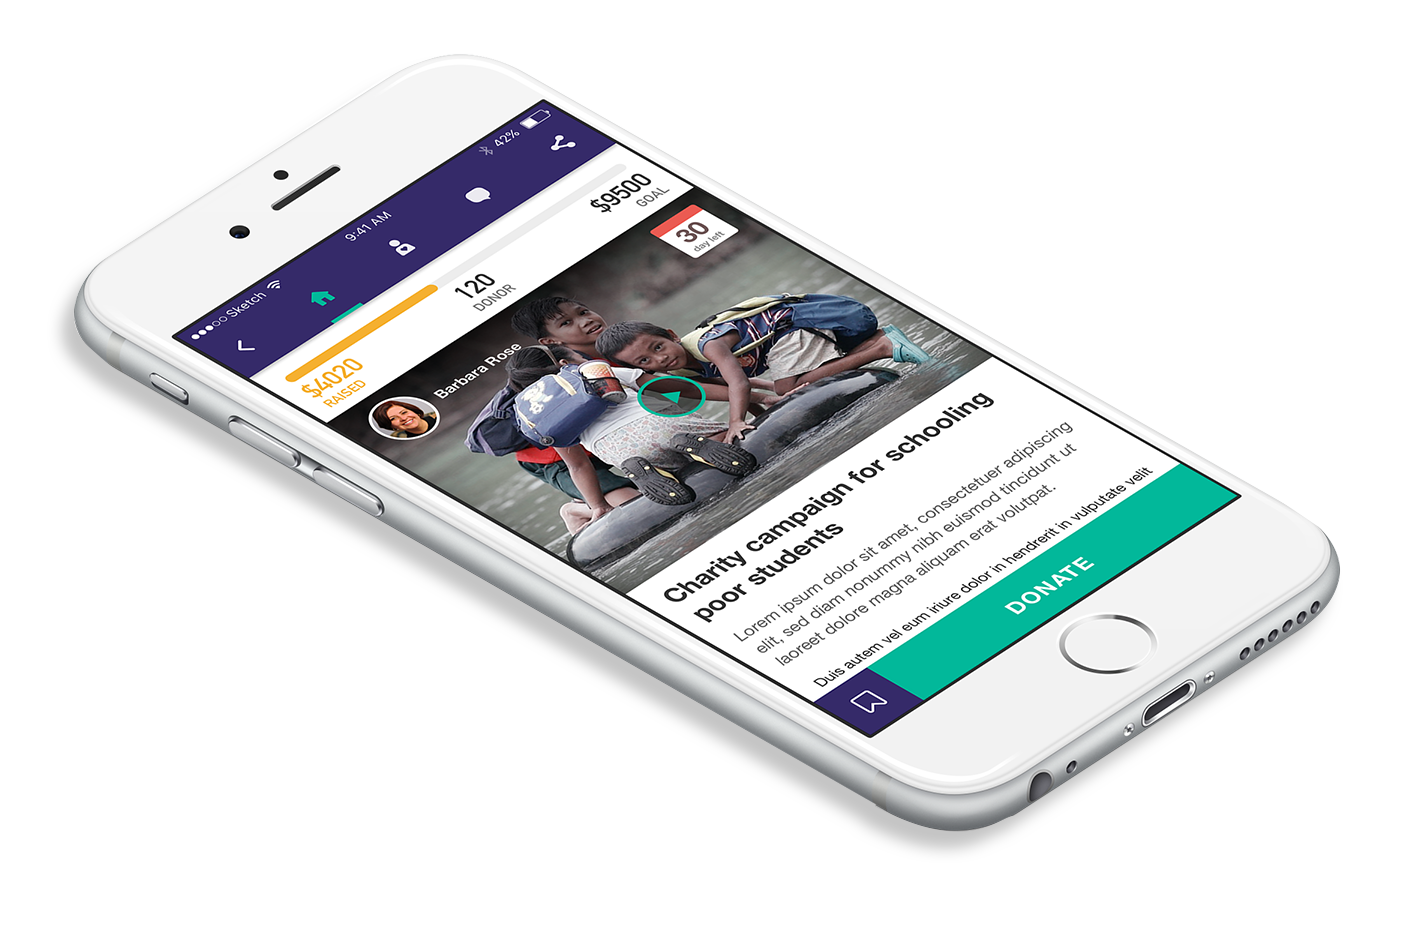 ●●●○○ Sketch
9:41 AM
42%
$4020
RAISED
120
DONOR
$9500
GOAL
Barbara Rose
30
day left
Charity campaign for schooling
poor students
Lorem ipsum dolor sit amet, consectetuer adipiscing
elit, sed diam nonummy nibh euismod tincidunt ut
laoreet dolore magna aliquam erat volutpat.
Duis autem vel eum iriure dolor in hendrerit in vulputate velit
DONATE